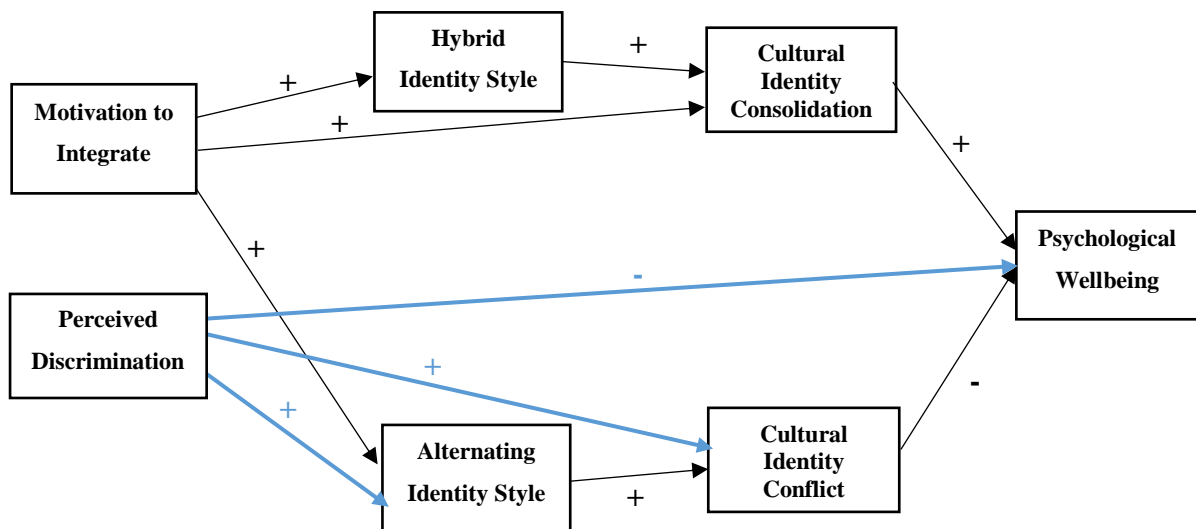 Hybrid
Identity Style
+
Cultural
Identity
Consolidation
+
Motivation to
Integrate
+
+
+
Psychological
Wellbeing
-
Perceived
Discrimination
+
+
-
Alternating
Identity Style
+
Cultural
Identity
Conflict